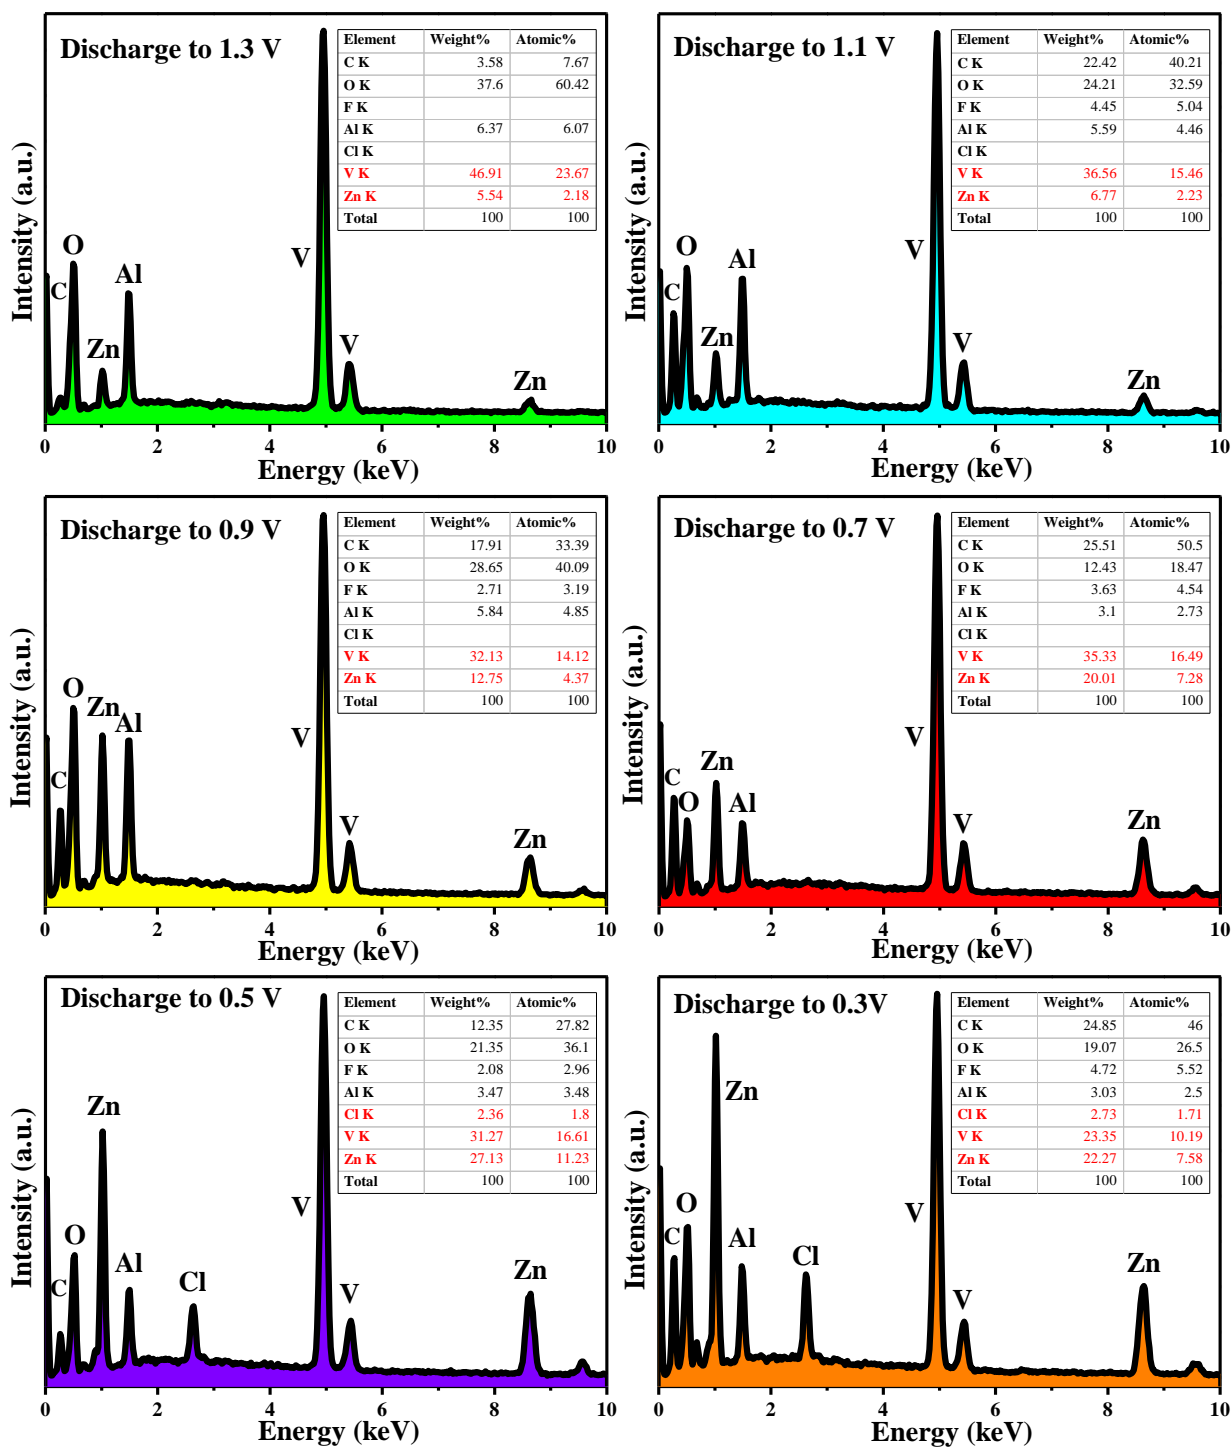 Discharge to 1.3 V
Element Weight% Atomic%
C K 3.58 7.67
O K 37.6 60.42
F K
Al K 6.37 6.07
Cl K
V K 46.91 23.67
Zn K 5.54 2.18
Total 100 100
C
O
Zn
Al
V
V
Zn
0 2 4 6 8 10
Energy (keV)
Intensity (a.u.)
Discharge to 1.1 V
Element Weight% Atomic%
C K 22.42 40.21
O K 24.21 32.59
F K 4.45 5.04
Al K 5.59 4.46
Cl K
V K 36.56 15.46
Zn K 6.77 2.23
Total 100 100
C
O
Zn
Al
V
V
Zn
0 2 4 6 8 10
Energy (keV)
Intensity (a.u.)
Discharge to 0.9 V
Element Weight% Atomic%
C K 17.91 33.39
O K 28.65 40.09
F K 2.71 3.19
Al K 5.84 4.85
Cl K
V K 32.13 14.12
Zn K 12.75 4.37
Total 100 100
C
O
Zn
Al
V
V
Zn
0 2 4 6 8 10
Energy (keV)
Intensity (a.u.)
Discharge to 0.7 V
Element Weight% Atomic%
C K 25.51 50.5
O K 12.43 18.47
F K 3.63 4.54
Al K 3.1 2.73
Cl K
V K 35.33 16.49
Zn K 20.01 7.28
Total 100 100
C
O
Zn
Al
V
V
Zn
0 2 4 6 8 10
Energy (keV)
Intensity (a.u.)
Discharge to 0.5 V
Element Weight% Atomic%
C K 12.35 27.82
O K 21.35 36.1
F K 2.08 2.96
Al K 3.47 3.48
Cl K 2.36 1.8
V K 31.27 16.61
Zn K 27.13 11.23
Total 100 100
C
O
Zn
Al
Cl
V
V
Zn
0 2 4 6 8 10
Energy (keV)
Intensity (a.u.)
Discharge to 0.3V
Element Weight% Atomic%
C K 24.85 46
O K 19.07 26.5
F K 4.72 5.52
Al K 3.03 2.5
Cl K 2.73 1.71
V K 23.35 10.19
Zn K 22.27 7.58
Total 100 100
C
O
Zn
Al
Cl
V
V
Zn
0 2 4 6 8 10
Energy (keV)
Intensity (a.u.)